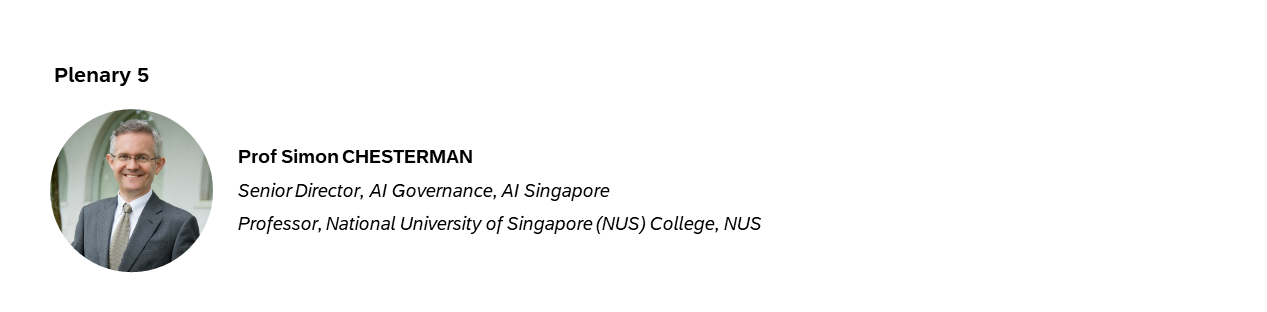 Plenary 5
Prof Simon CHESTERMAN
Senior Director, AI Governance, AI Singapore
Professor, National University of Singapore (NUS) College, NUS